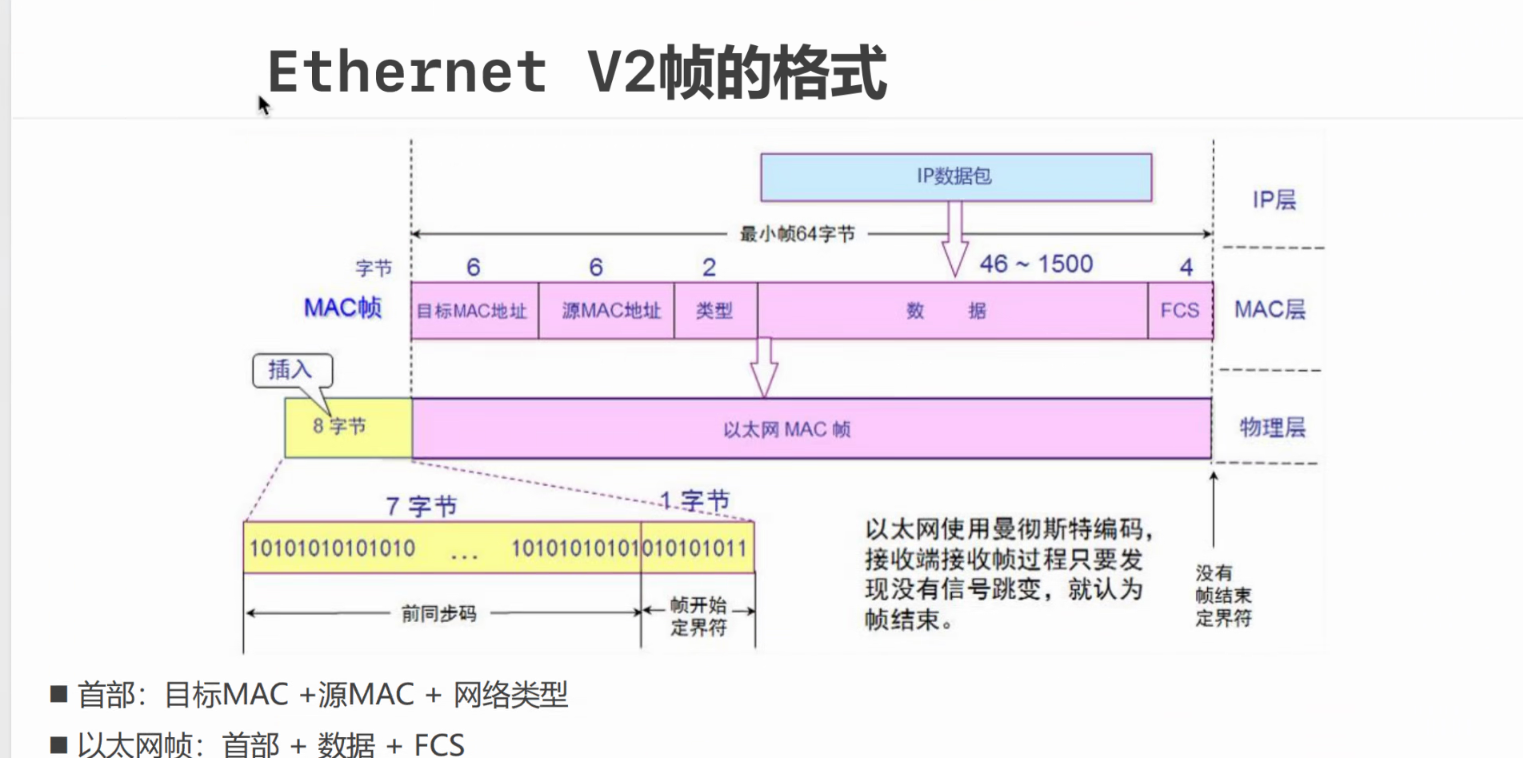 Ethernet V2帧的格式
IP数据包
IP层
最小帧64字节
字节 6 6 2 46 ~ 1500 4
MAC帧 目标MAC地址 源MAC地址 类型 数 据 FCS MAC层
插入
8 字节 以太网 MAC 帧 物理层
7 字节 1 字节
10101010101010 ... 10101010101010101011
前同步码
帧开始
定界符
以太网使用曼彻斯特编码,
接收端接收帧过程只要发
现没有信号跳变，就认为
帧结束。
没有
帧结束
定界符
■ 首部：目标MAC +源MAC + 网络类型
■ 以太网帧：首部 + 数据 + FCS